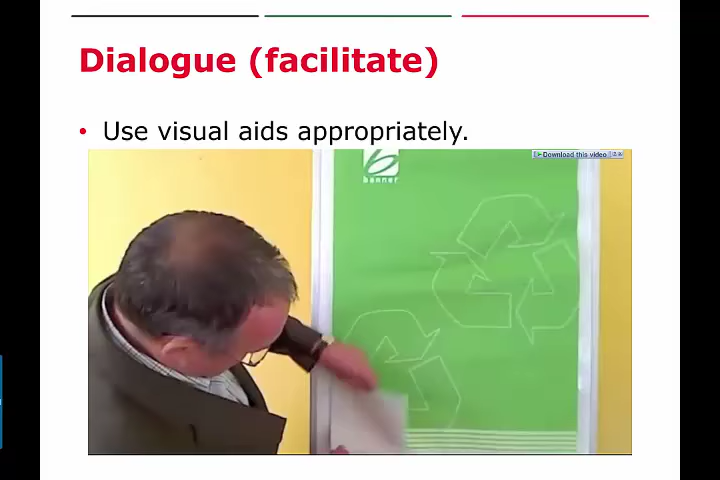 Dialogue (facilitate)
• Use visual aids appropriately.
Download this video
banner